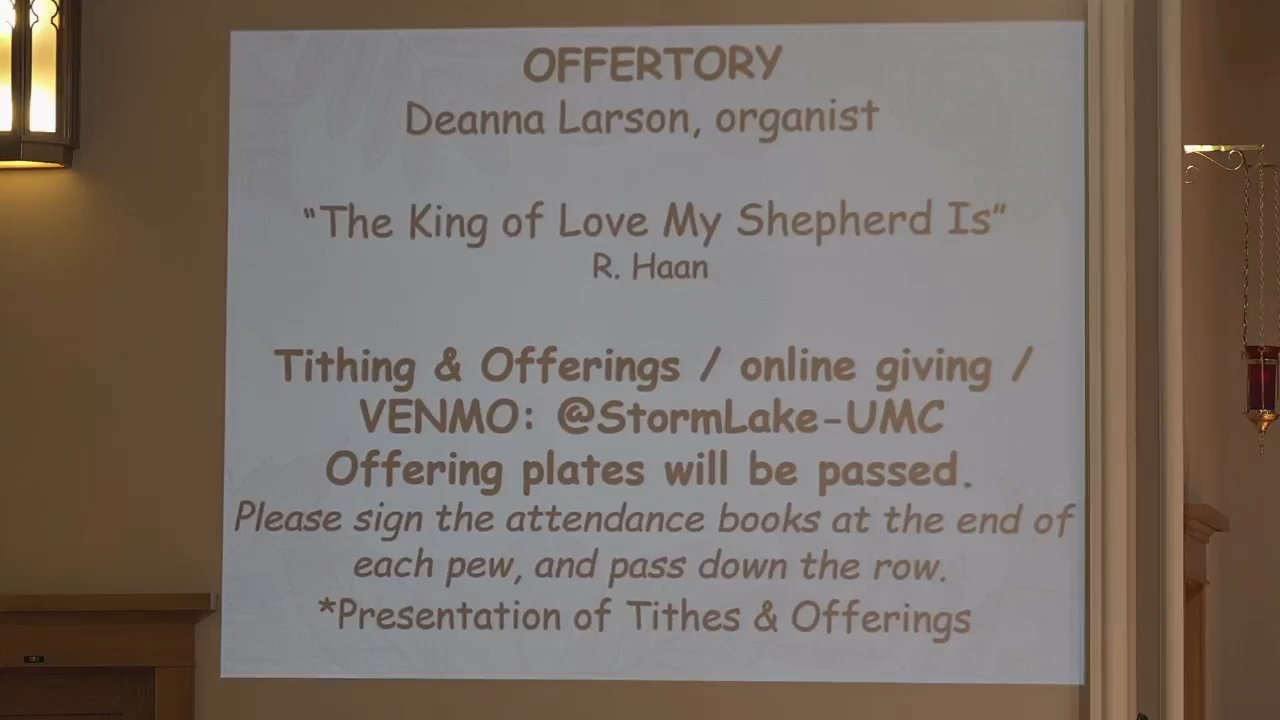 OFFERTORY
Deanna Larson, organist
"The King of Love My Shepherd Is"
R. Haan
Tithing & Offerings / online giving /
VENMO: @StormLake-UMC
Offering plates will be passed.
Please sign the attendance books at the end of
each pew, and pass down the row.
*Presentation of Tithes & Offerings